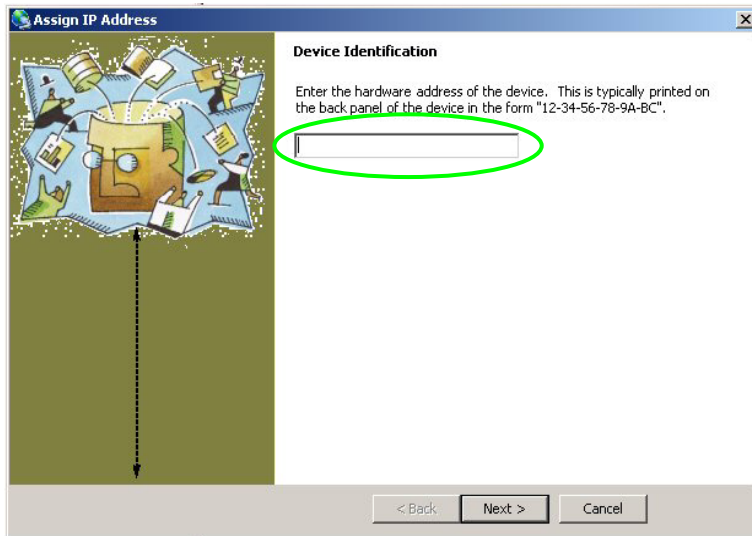 Assign IP Address
Device Identification
Enter the hardware address of the device.  This is typically printed on
the back panel of the device in the form "12-34-56-78-9A-BC".
< Back
Next >
Cancel